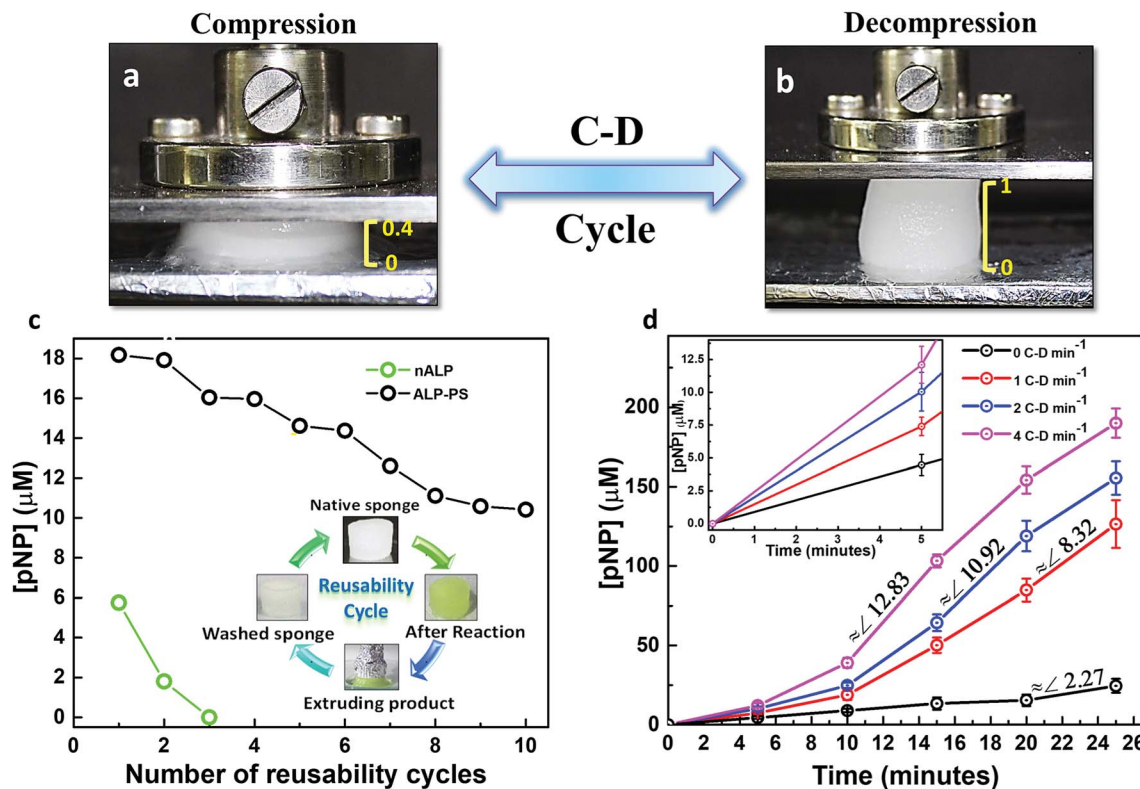 Compression
Decompression
a
0.4
0
C-D
Cycle
b
1
0
c
[pNP] (μM)
18
16
14
12
10
8
6
4
2
0
nALP
ALP-PS
Native sponge
Reusability
Cycle
Washed sponge
After Reaction
Extruding product
0 2 4 6 8 10
Number of reusability cycles
d
[pNP] (μM)
200
150
100
50
0
12.5
10.0
7.5
5.0
2.5
0.0
[pNP] (μM)
0 1 2 3 4 5
Time (minutes)
0 C-D min⁻¹
1 C-D min⁻¹
2 C-D min⁻¹
4 C-D min⁻¹
≈∠ 12.83
≈∠ 10.92
≈∠ 8.32
≈∠ 2.27
0 2 4 6 8 10 12 14 16 18 20 22 24 26
Time (minutes)